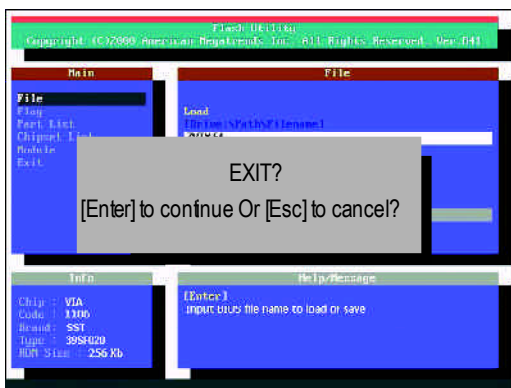 Flash Utility
Copyright (C)2000 American Megatrends Inc. All Rights Reserved. Ver.841
Main
File
File
Flag
Part List
Chipset List
Module
Exit
Load
[Drive:\Path\Filename]
EXIT?
[Enter] to continue Or [Esc] to cancel?
Info
Chip : VIA
Code : 1106
Brand: SST
Type : 39SF020
ROM Size : 256 Kb
Help/Message
[Enter]
Input BIOS file name to load or save